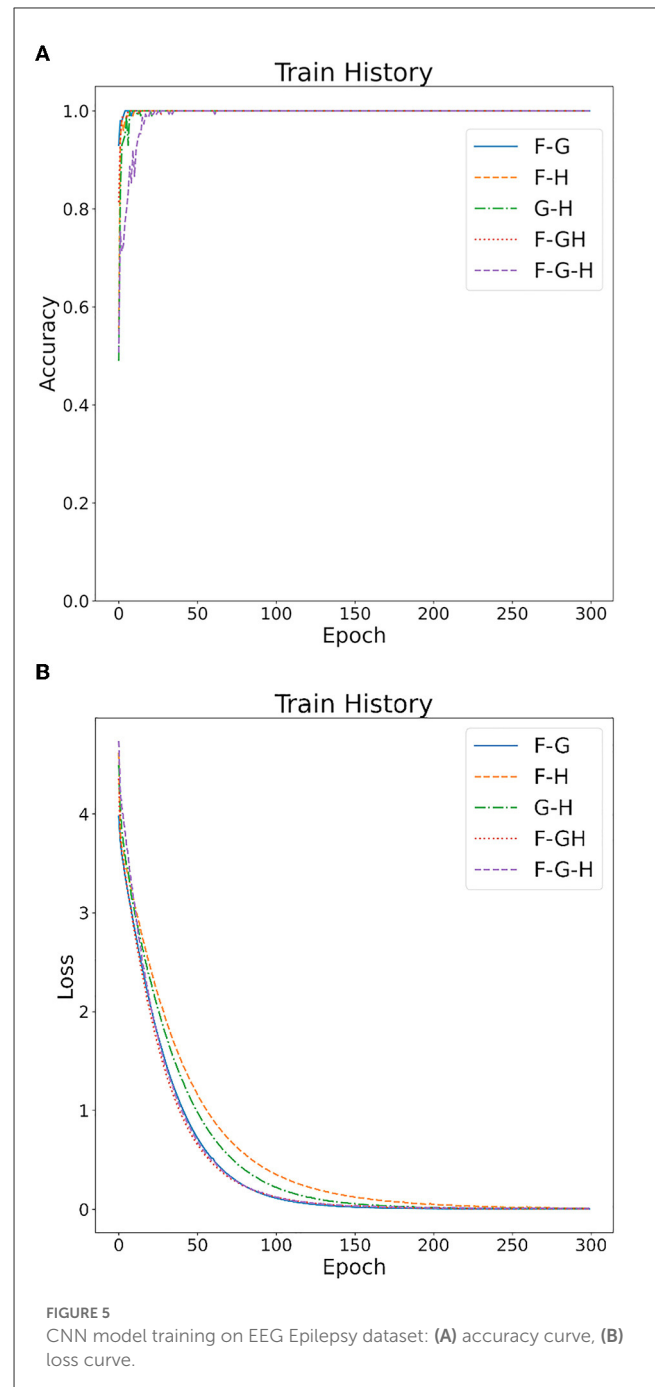 A
Train History
1.0
0.8
0.6
0.4
0.2
0.0
Accuracy
F-G
F-H
G-H
F-GH
F-G-H
0 50 100 150 200 250 300
Epoch
B
Train History
4
3
2
1
0
Loss
F-G
F-H
G-H
F-GH
F-G-H
0 50 100 150 200 250 300
Epoch
FIGURE 5
CNN model training on EEG Epilepsy dataset: (A) accuracy curve, (B)
loss curve.